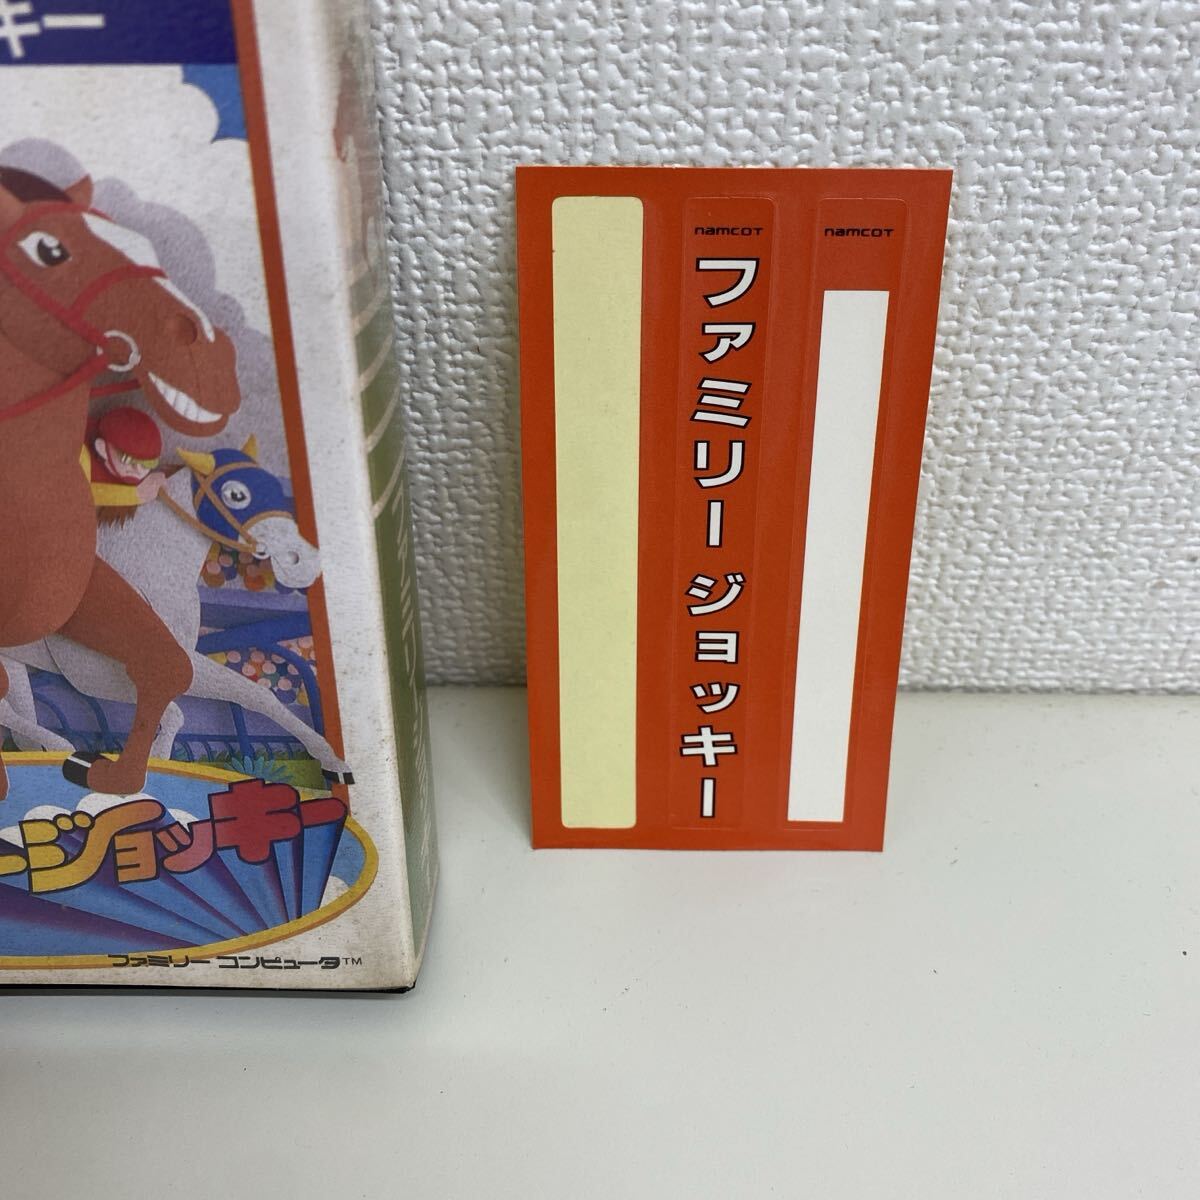 キー
ージョッキー
ファミリー コンピュータ™
namcot
ファミリー ジョッキー
namcot